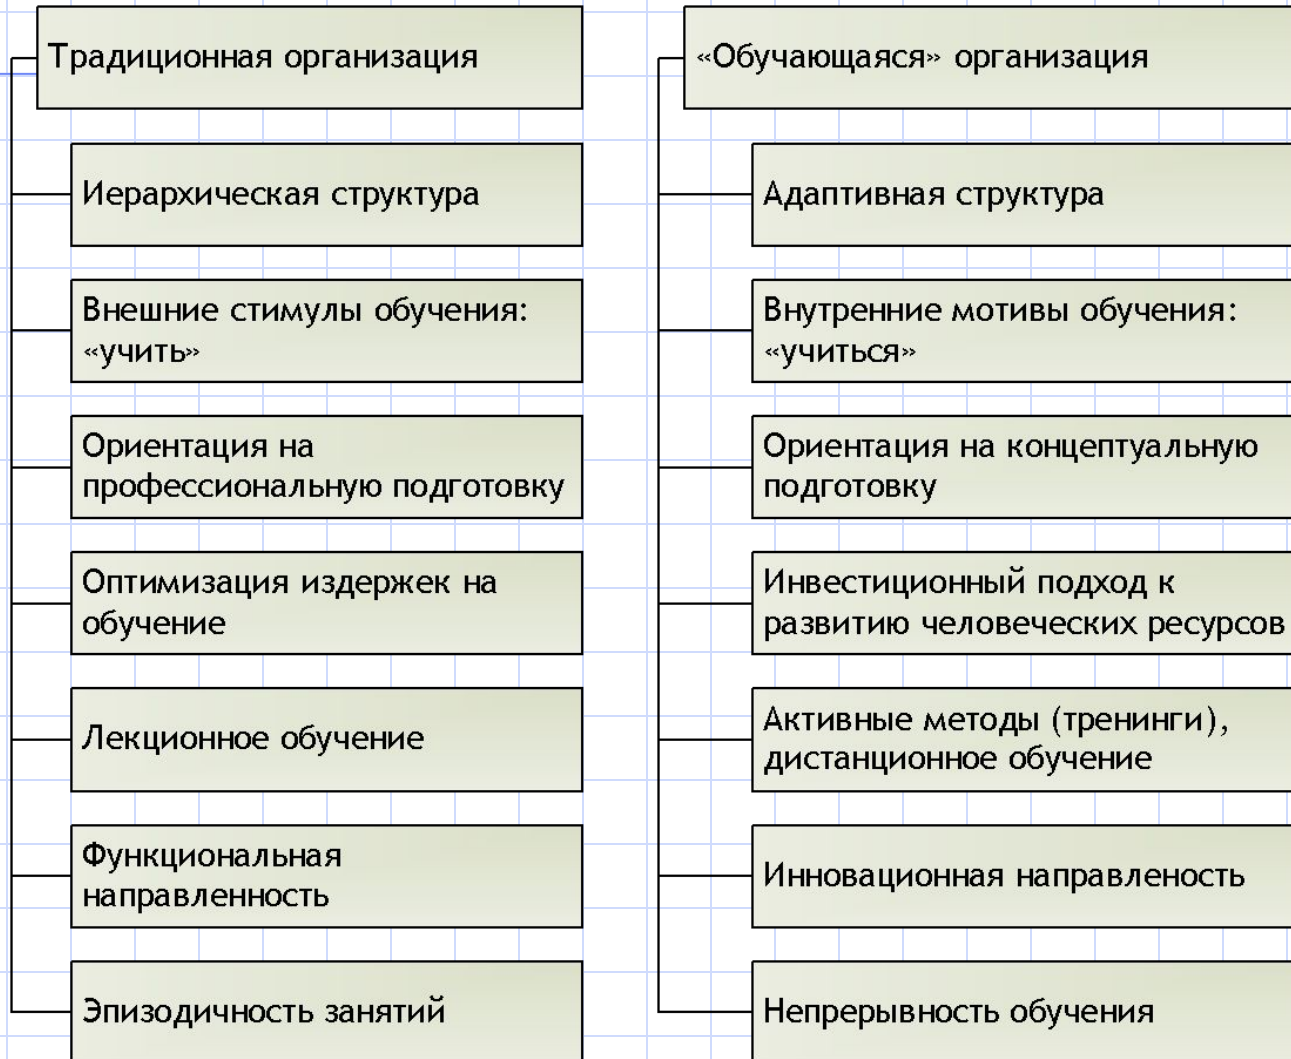 Традиционная организация
Иерархическая структура
Внешние стимулы обучения:
«учить»
Ориентация на
профессиональную подготовку
Оптимизация издержек на
обучение
Лекционное обучение
Функциональная
направленность
Эпизодичность занятий
«Обучающаяся» организация
Адаптивная структура
Внутренние мотивы обучения:
«учиться»
Ориентация на концептуальную
подготовку
Инвестиционный подход к
развитию человеческих ресурсов
Активные методы (тренинги),
дистанционное обучение
Инновационная направленость
Непрерывность обучения